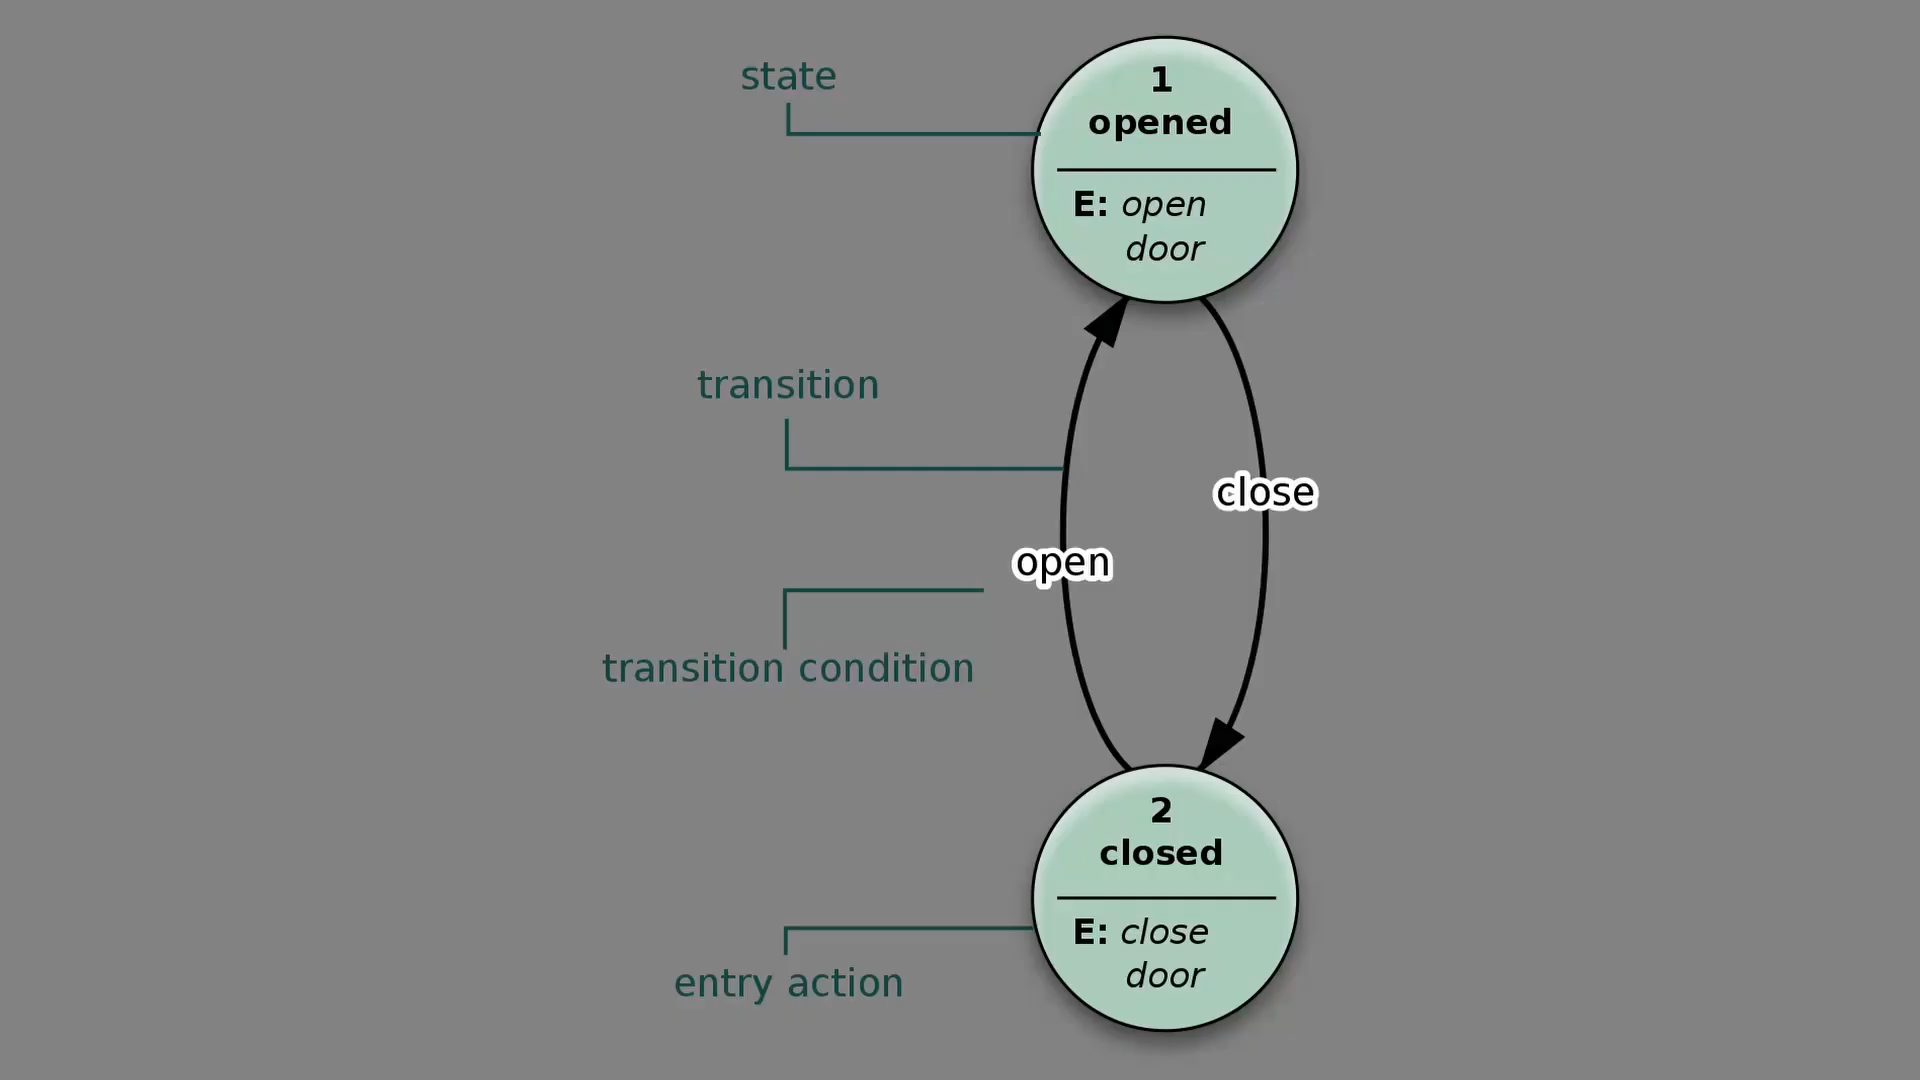 state
1
opened
E: open
door
transition
close
open
transition condition
2
closed
E: close
door
entry action